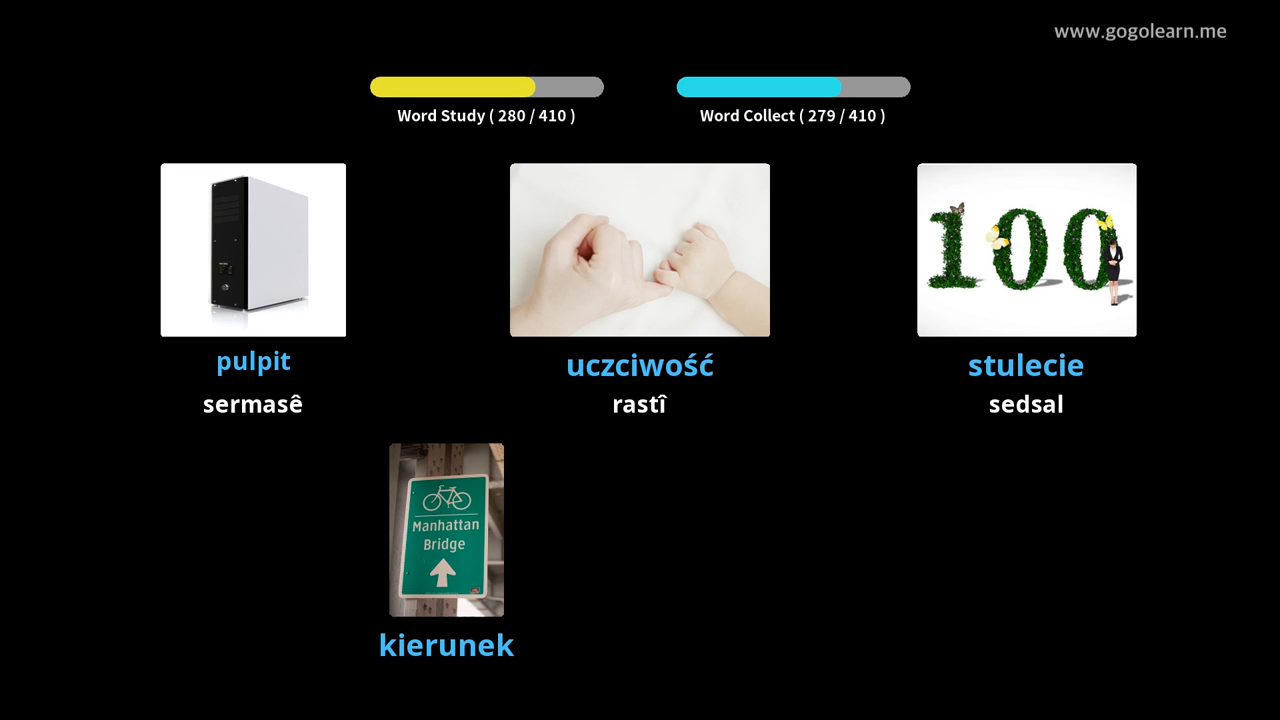 www.gogolearn.me
Word Study ( 280 / 410 )
Word Collect ( 279 / 410 )
pulpit
uczciwość
stulecie
sermasê
rastî
sedsal
Manhattan
Bridge
kierunek